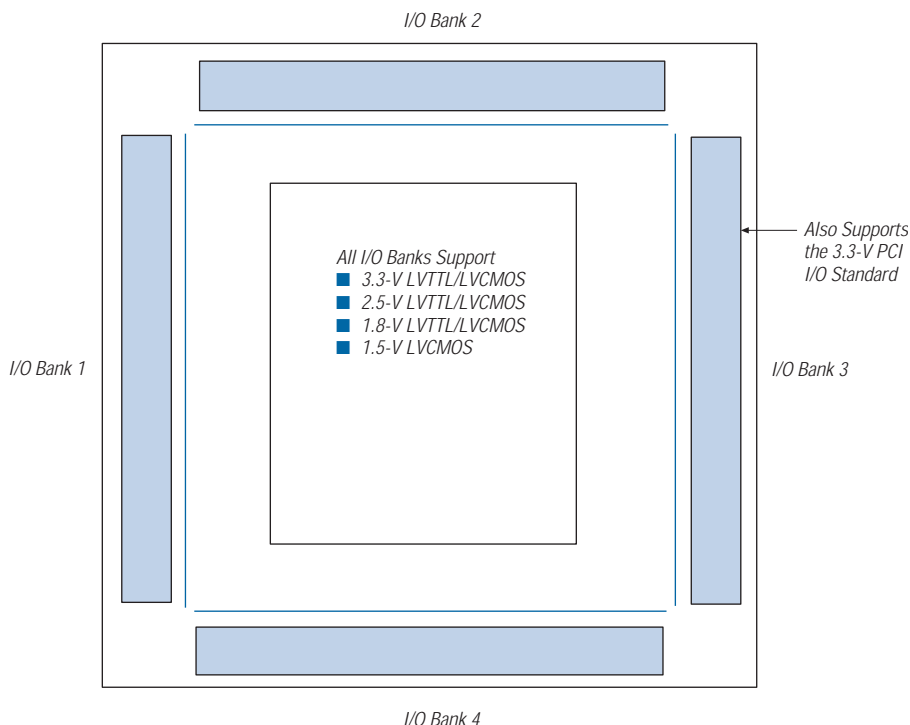 I/O Bank 2
Also Supports
the 3.3-V PCI
I/O Standard
All I/O Banks Support
3.3-V LVTTL/LVCMOS
2.5-V LVTTL/LVCMOS
1.8-V LVTTL/LVCMOS
1.5-V LVCMOS
I/O Bank 1
I/O Bank 3
I/O Bank 4